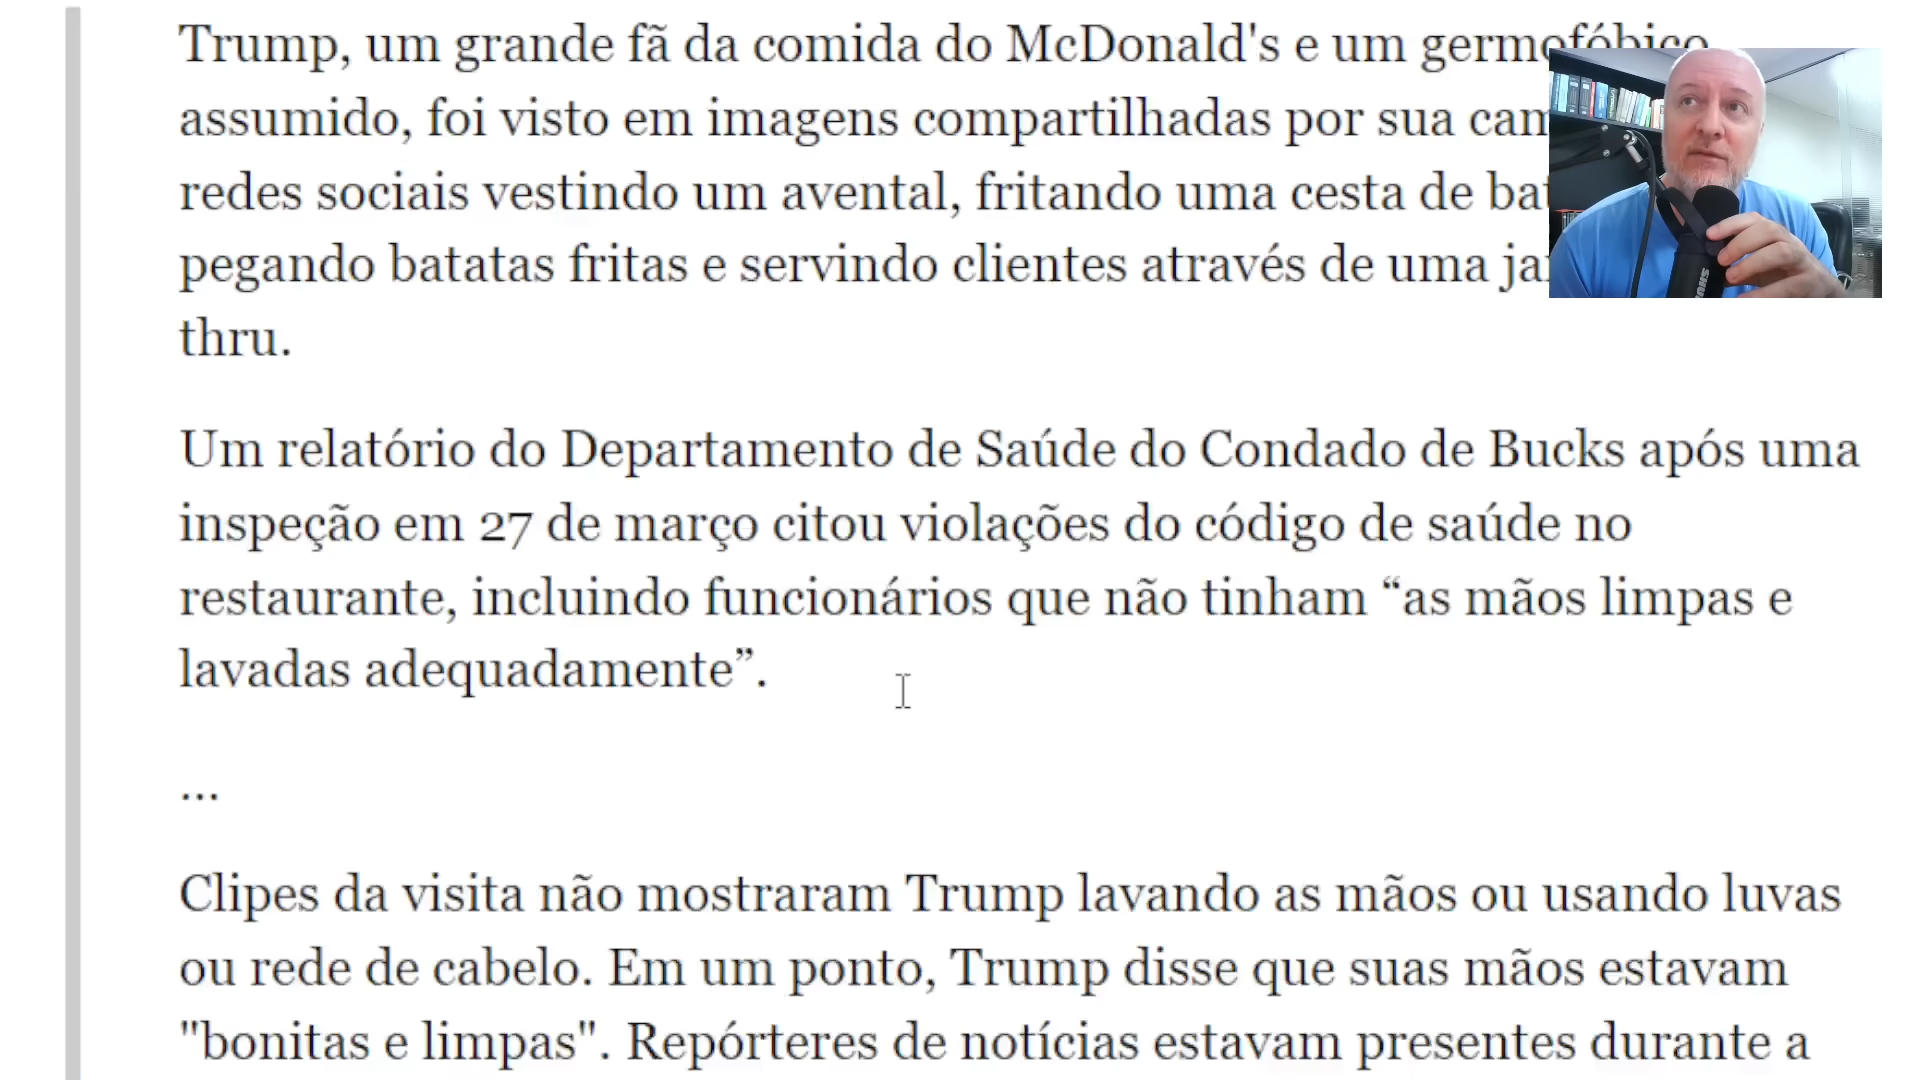 Trump, um grande fã da comida do McDonald's e um germofóbico
assumido, foi visto em imagens compartilhadas por sua
redes sociais vestindo um avental, fritando uma cesta de
pegando batatas fritas e servindo clientes através de uma
thru.
Um relatório do Departamento de Saúde do Condado de Bucks após uma
inspeção em 27 de março citou violações do código de saúde no
restaurante, incluindo funcionários que não tinham “as mãos limpas e
lavadas adequadamente”.
...
Clipes da visita não mostraram Trump lavando as mãos ou usando luvas
ou rede de cabelo. Em um ponto, Trump disse que suas mãos estavam
"bonitas e limpas". Repórteres de notícias estavam presentes durante a